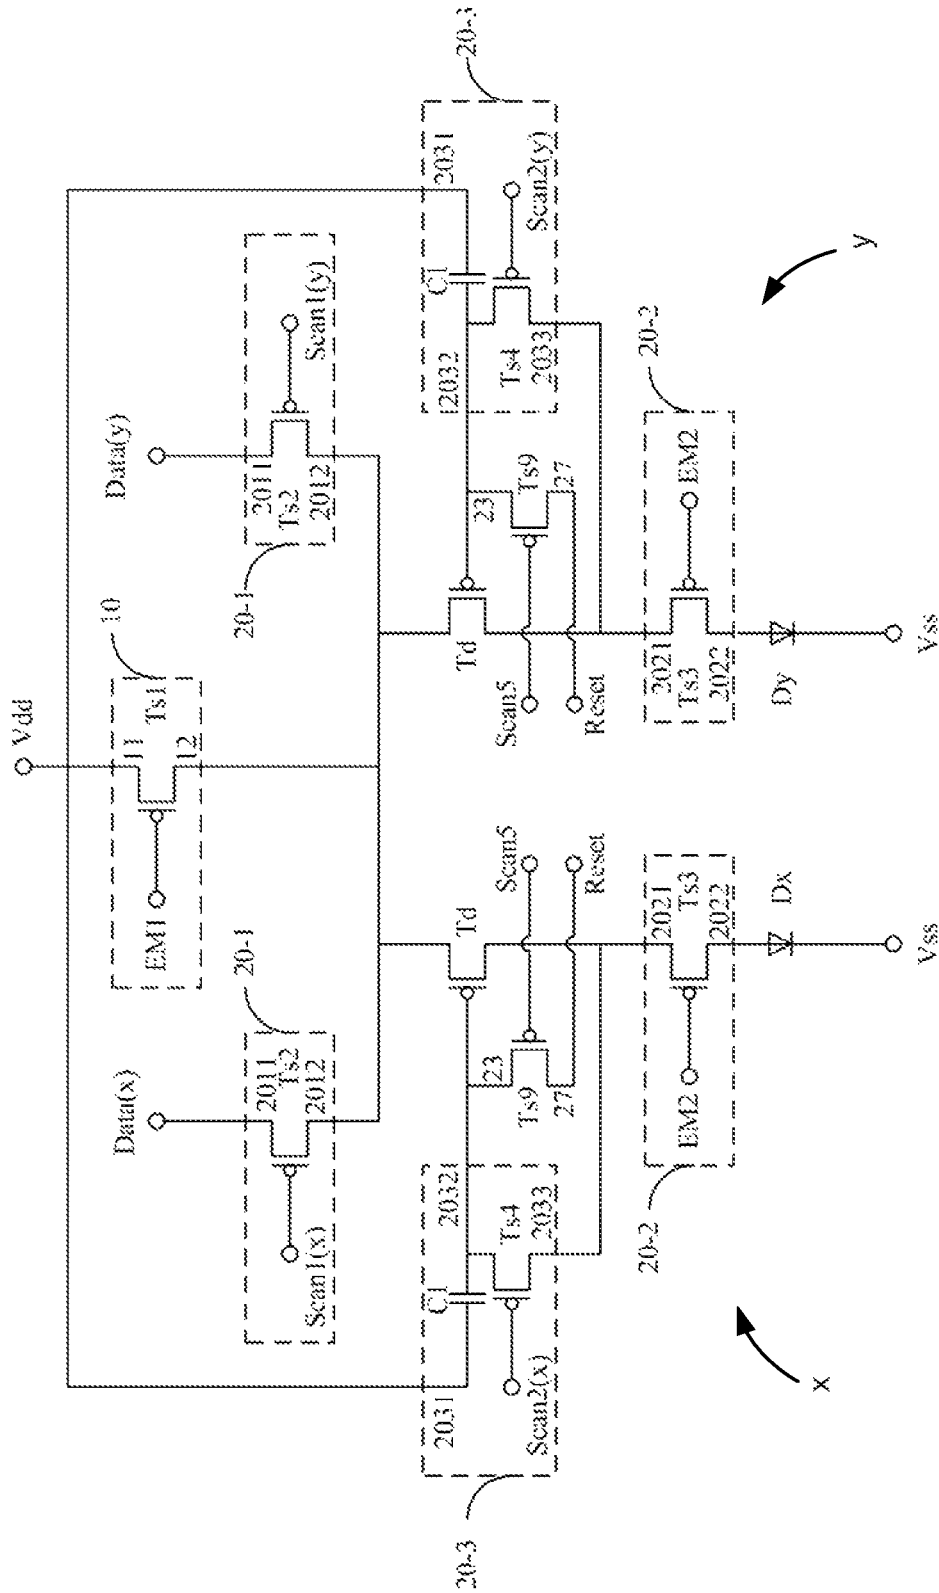 Vdd
10
11
Ts1
12
EM1
Data(x)
20-1
2011
Ts2
2012
Scan1(x)
Data(y)
20-1
2011
Ts2
2012
Scan1(y)
20-3
2031
C1
2032
Ts4
2033
Scan2(x)
Td
23
Ts9
27
Scan5
Reset
20-2
2021
Ts3
2022
EM2
Dx
Vss
x
20-3
2031
C1
2032
Ts4
2033
Scan2(y)
Td
23
Ts9
27
Scan5
Reset
20-2
2021
Ts3
2022
EM2
Dy
Vss
y